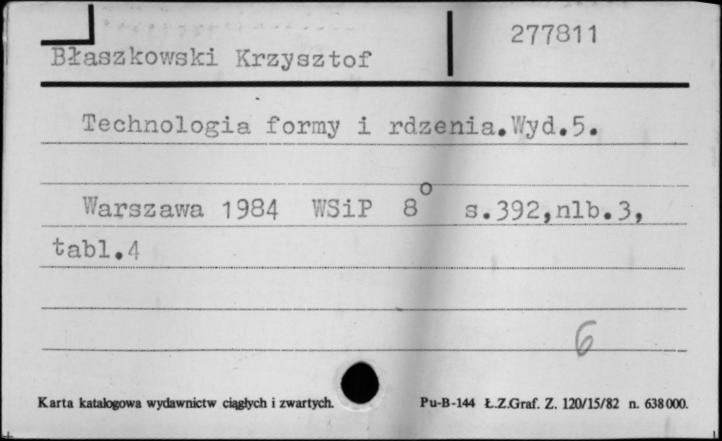 277811
Błaszkowski Krzysztof
Technologia formy i rdzenia.Wyd.5.
Warszawa 1984 WSiP 8° s.392,nlb.3,
tabl.4
6
Karta katalogowa wydawnictw ciągłych i zwartych. Pu-B-144 Ł.Z.Graf. Z. 120/15/82 n. 638000.